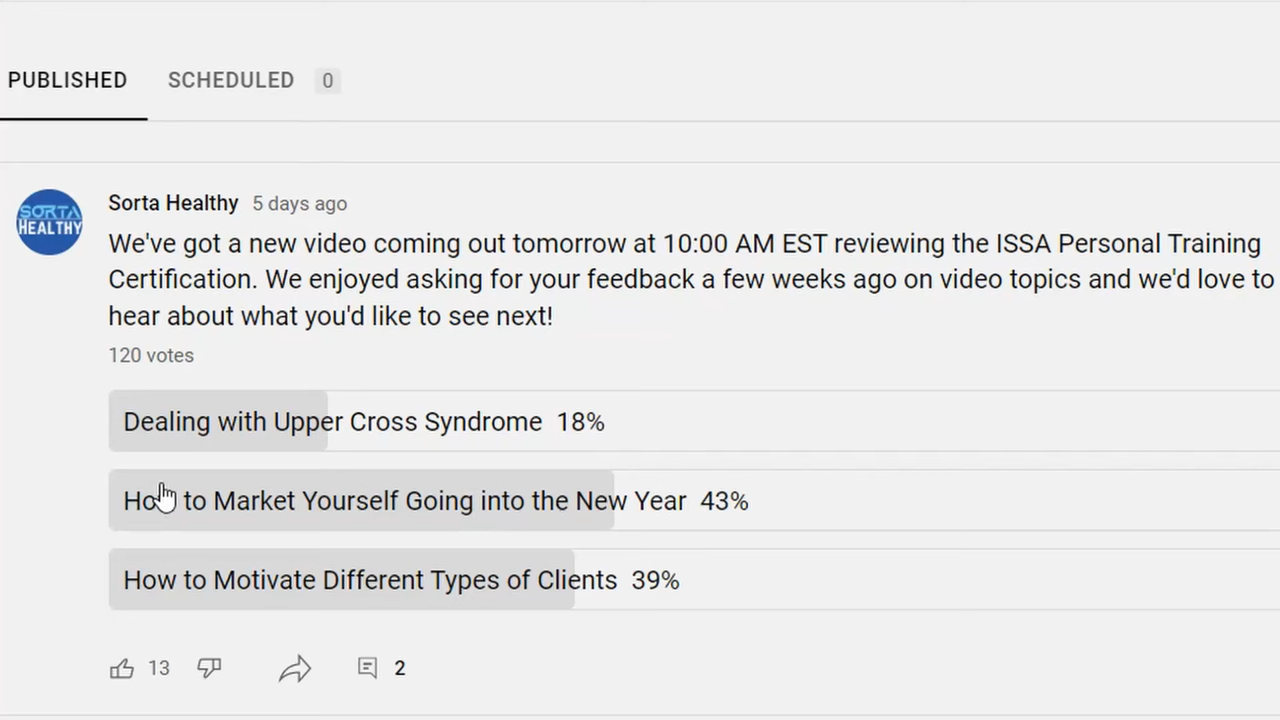 PUBLISHED SCHEDULED 0
SORTA
HEALTHY
Sorta Healthy 5 days ago
We've got a new video coming out tomorrow at 10:00 AM EST reviewing the ISSA Personal Training
Certification. We enjoyed asking for your feedback a few weeks ago on video topics and we'd love to
hear about what you'd like to see next!
120 votes
Dealing with Upper Cross Syndrome 18%
How to Market Yourself Going into the New Year 43%
How to Motivate Different Types of Clients 39%
13 2